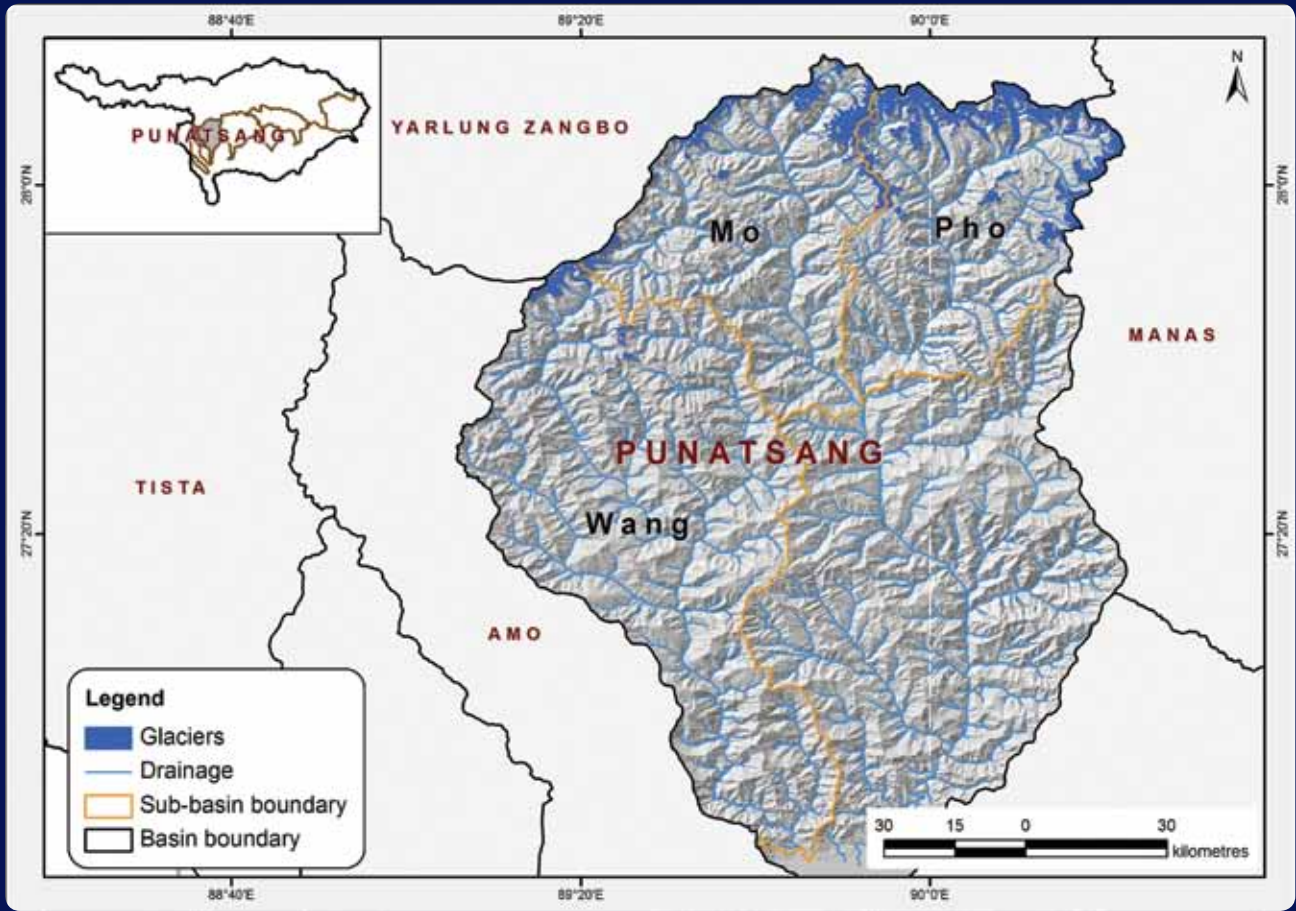 88°40'E
89°20'E
90°0'E
N
PUNATSANG
YARLUNG ZANGBO
28°0'N
28°0'N
Mo
Pho
MANAS
PUNATSANG
TISTA
Wang
27°20'N
27°20'N
AMO
Legend
Glaciers
Drainage
Sub-basin boundary
Basin boundary
30 15 0 30
kilometres
88°40'E
89°20'E
90°0'E